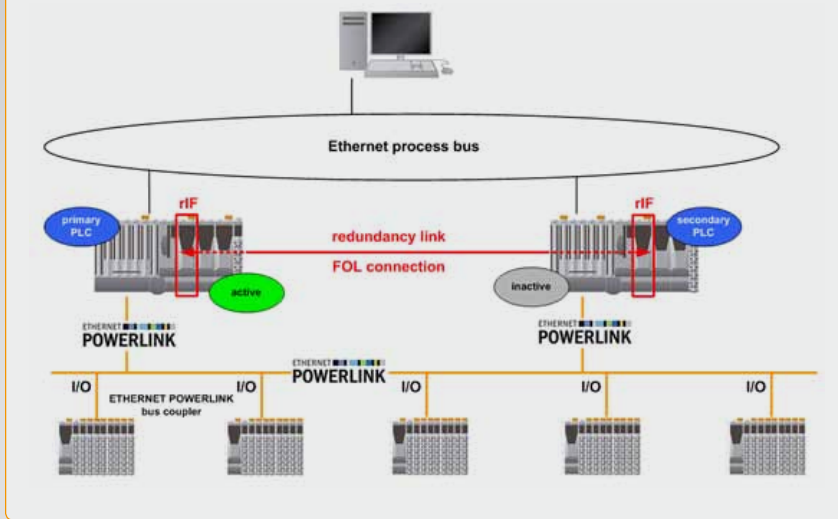 Ethernet process bus
rIF
rIF
primary
PLC
secondary
PLC
redundancy link
FOL connection
active
inactive
ETHERNET
POWERLINK
ETHERNET
POWERLINK
ETHERNET
POWERLINK
I/O
I/O
I/O
I/O
I/O
ETHERNET POWERLINK
bus coupler